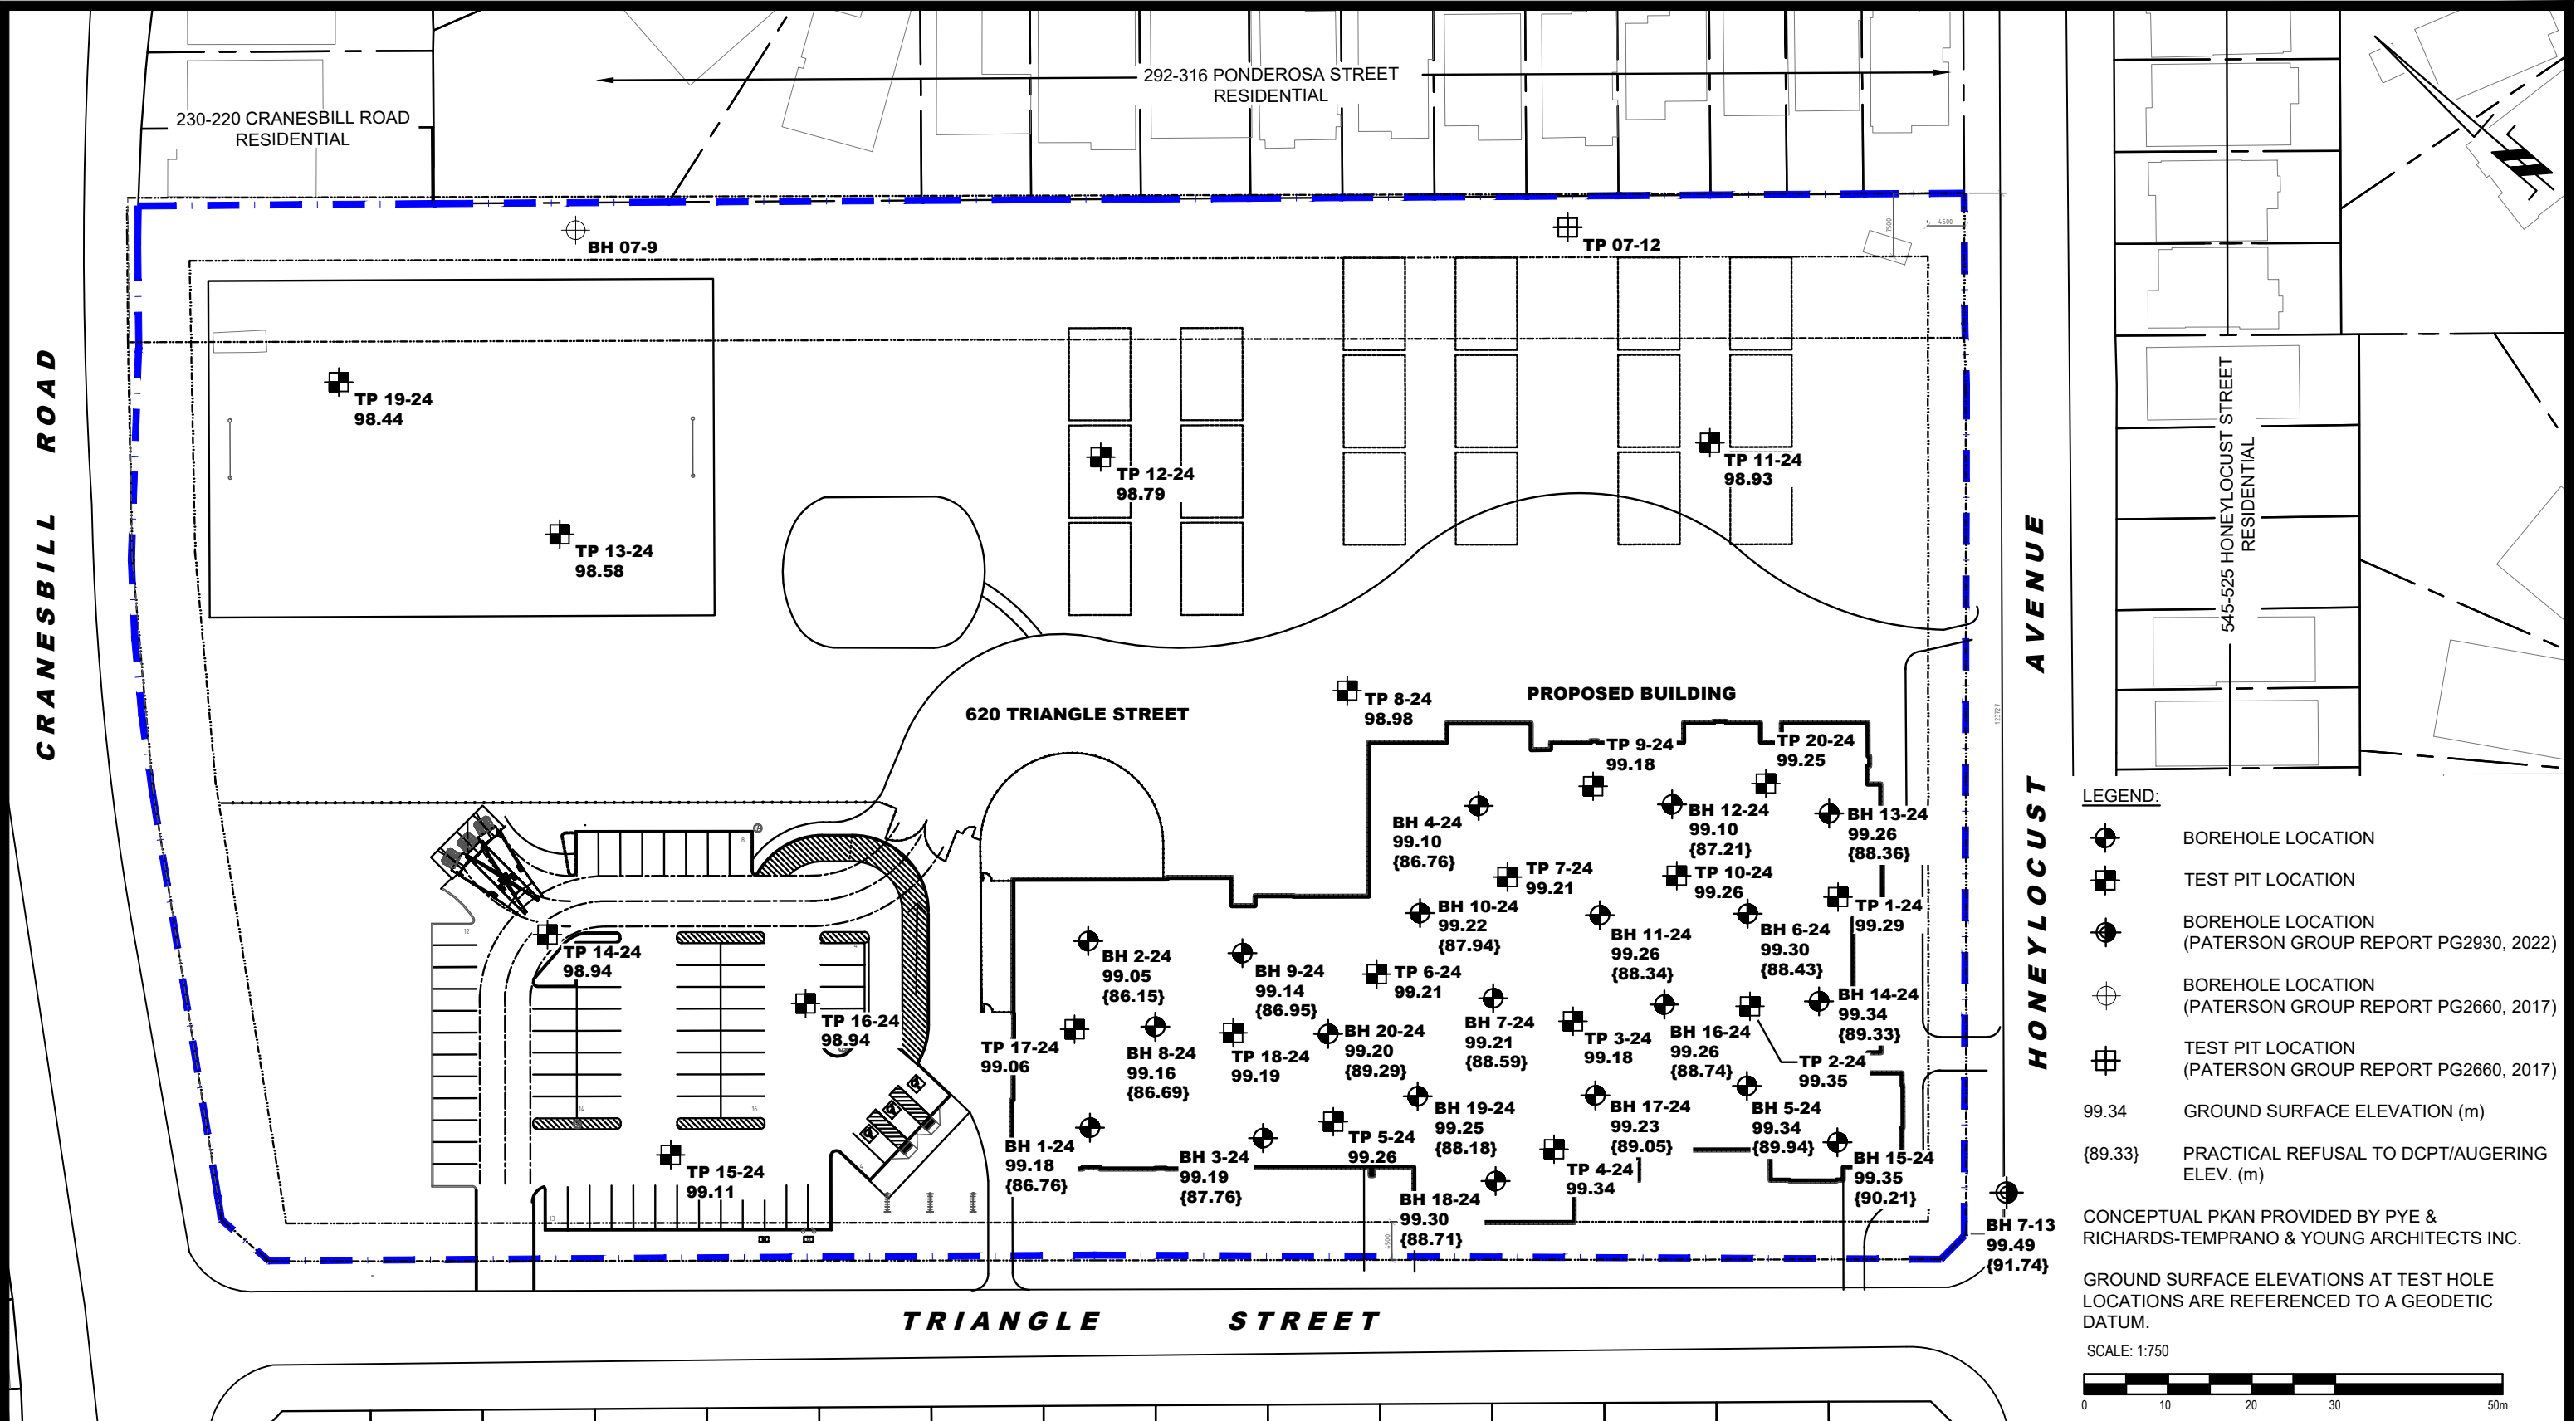 292-316 PONDEROSA STREET
RESIDENTIAL
230-220 CRANESBILL ROAD
RESIDENTIAL
BH 07-9
TP 07-12
7500
4500
CRANESBILL ROAD
TP 19-24
98.44
TP 12-24
98.79
TP 11-24
98.93
TP 13-24
98.58
545-525 HONEYLOCUST STREET
RESIDENTIAL
HONEYLOCUST AVENUE
620 TRIANGLE STREET
TP 8-24
98.98
PROPOSED BUILDING
TP 9-24
99.18
TP 20-24
99.25
BH 4-24
99.10
{86.76}
BH 12-24
99.10
{87.21}
BH 13-24
99.26
{88.36}
TP 7-24
99.21
TP 10-24
99.26
TP 1-24
99.29
BH 10-24
99.22
{87.94}
BH 11-24
99.26
{88.34}
BH 6-24
99.30
{88.43}
TP 14-24
98.94
BH 2-24
99.05
{86.15}
BH 9-24
99.14
{86.95}
TP 6-24
99.21
BH 14-24
99.34
{89.33}
TP 16-24
98.94
TP 17-24
99.06
BH 8-24
99.16
{86.69}
TP 18-24
99.19
BH 20-24
99.20
{89.29}
BH 7-24
99.21
{88.59}
TP 3-24
99.18
BH 16-24
99.26
{88.74}
TP 2-24
99.35
BH 19-24
99.25
{88.18}
BH 17-24
99.23
{89.05}
BH 5-24
99.34
{89.94}
BH 1-24
99.18
{86.76}
BH 3-24
99.19
{87.76}
TP 5-24
99.26
TP 4-24
99.34
BH 15-24
99.35
{90.21}
TP 15-24
99.11
BH 18-24
99.30
{88.71}
4500
BH 7-13
99.49
{91.74}
12
14
16
13
8
TRIANGLE STREET
LEGEND:
BOREHOLE LOCATION
TEST PIT LOCATION
BOREHOLE LOCATION
(PATERSON GROUP REPORT PG2930, 2022)
BOREHOLE LOCATION
(PATERSON GROUP REPORT PG2660, 2017)
TEST PIT LOCATION
(PATERSON GROUP REPORT PG2660, 2017)
99.34 GROUND SURFACE ELEVATION (m)
{89.33} PRACTICAL REFUSAL TO DCPT/AUGERING
ELEV. (m)
CONCEPTUAL PKAN PROVIDED BY PYE &
RICHARDS-TEMPRANO & YOUNG ARCHITECTS INC.
GROUND SURFACE ELEVATIONS AT TEST HOLE
LOCATIONS ARE REFERENCED TO A GEODETIC
DATUM.
SCALE: 1:750
0 10 20 30 50m